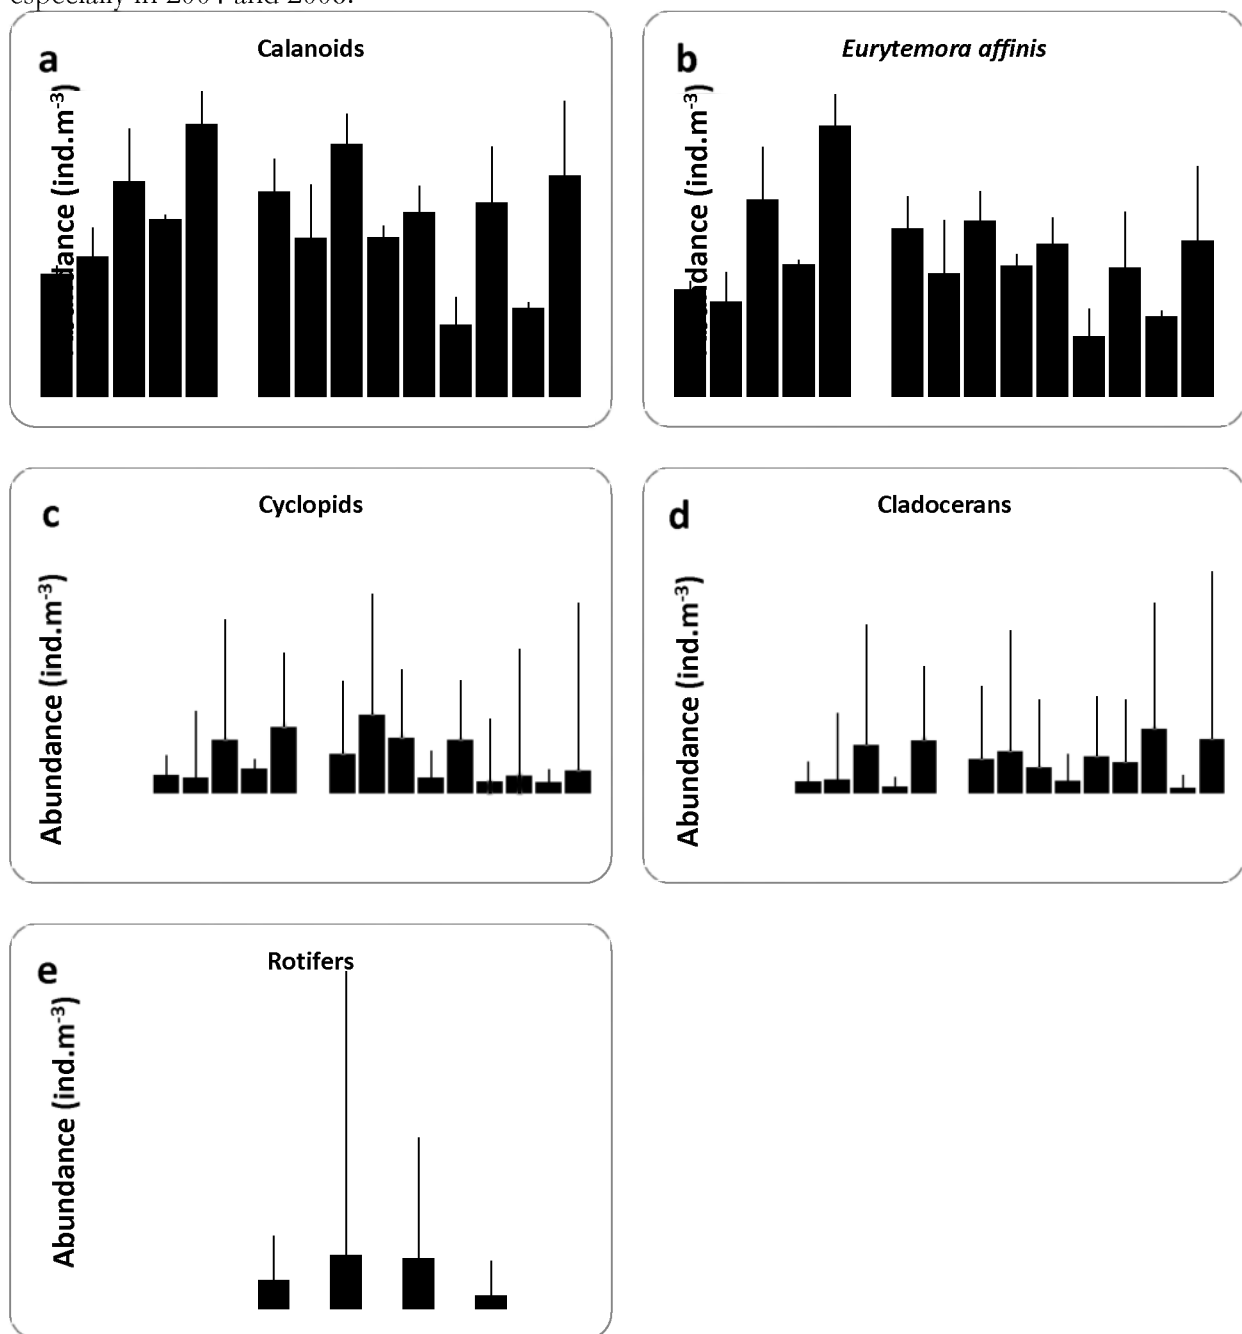 especially in 2004 and 2008.
a
Calanoids
Abundance (ind.m-3)
b
Eurytemora affinis
Abundance (ind.m-3)
c
Cyclopids
Abundance (ind.m-3)
d
Cladocerans
Abundance (ind.m-3)
e
Rotifers
Abundance (ind.m-3)